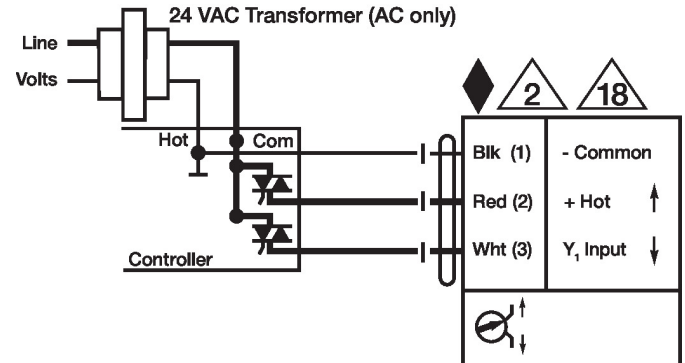 24 VAC Transformer (AC only)
Line
Volts
2
18
Hot
Com
Blk (1)
- Common
Red (2)
+ Hot
Wht (3)
Y₁ Input
Controller